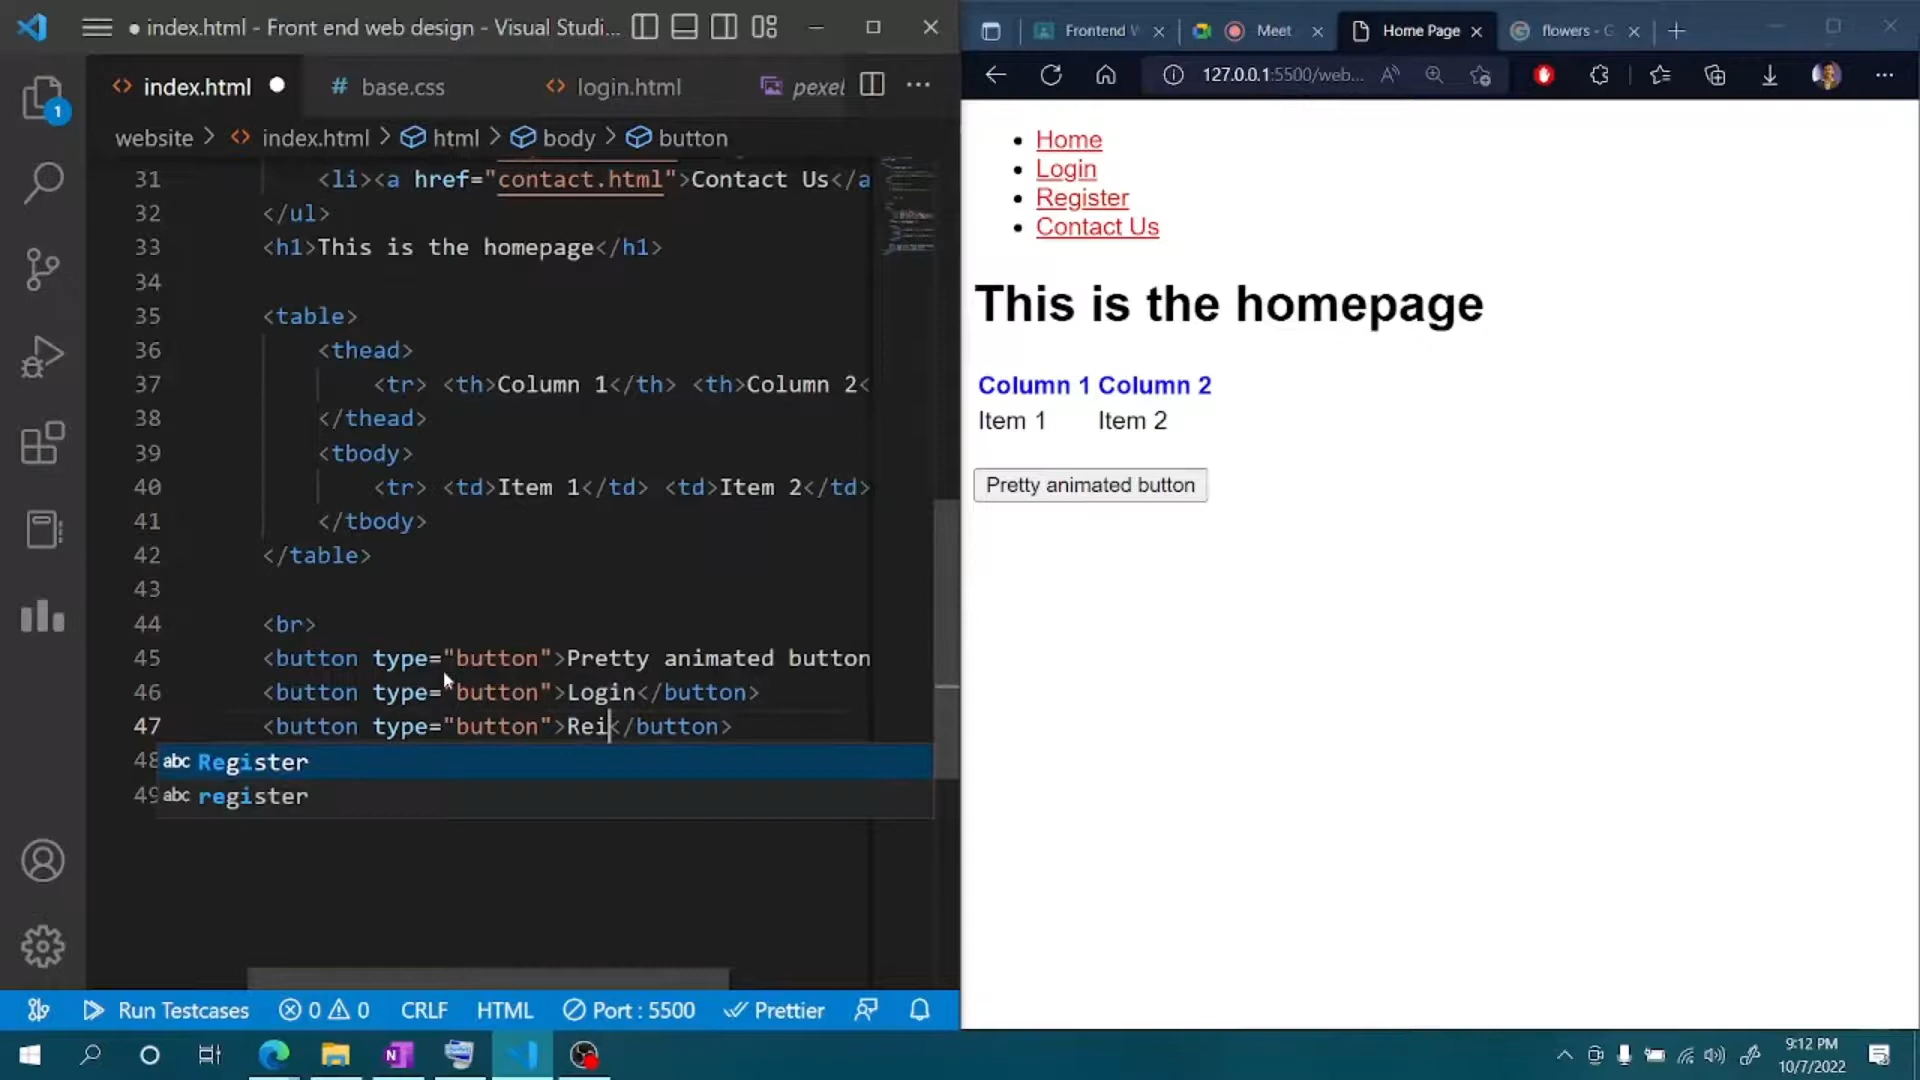 index.html - Front end web design - Visual Studi...
index.html
# base.css
login.html
pexel
website > index.html > html > body > button
1
31 <li><a href="contact.html">Contact Us</a
32 </ul>
33 <h1>This is the homepage</h1>
34
35 <table>
36 <thead>
37 <tr> <th>Column 1</th> <th>Column 2<
38 </thead>
39 <tbody>
40 <tr> <td>Item 1</td> <td>Item 2</td>
41 </tbody>
42 </table>
43
44 <br>
45 <button type="button">Pretty animated button
46 <button type="button">Login</button>
47 <button type="button">Rei</button>
48 abc Register
49 abc register
Run Testcases
0
0
CRLF
HTML
Port : 5500
Prettier
Frontend
Meet
Home Page
flowers - G
127.0.0.1:5500/web...
Home
Login
Register
Contact Us
This is the homepage
Column 1 Column 2
Item 1 Item 2
Pretty animated button
9:12 PM
10/7/2022